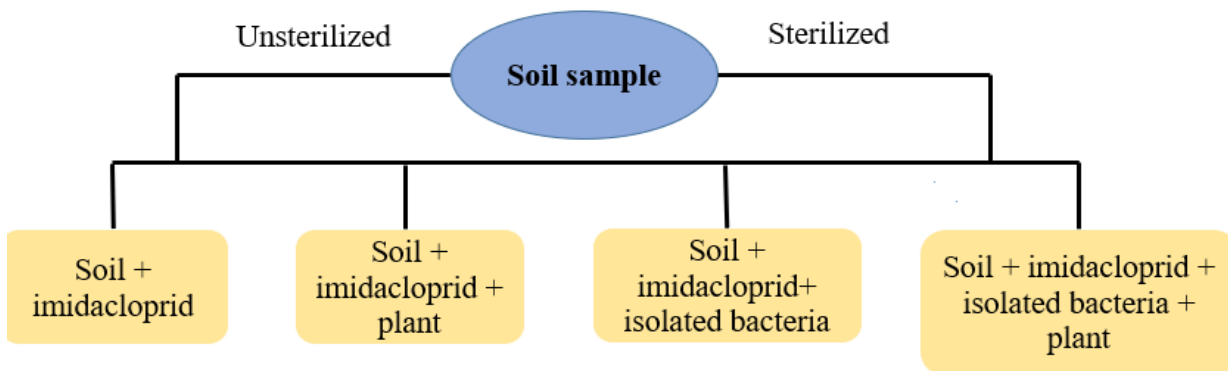 Unsterilized
Sterilized
Soil sample
Soil +
imidacloprid
Soil +
imidacloprid +
plant
Soil +
imidacloprid+
isolated bacteria
Soil + imidacloprid +
isolated bacteria +
plant